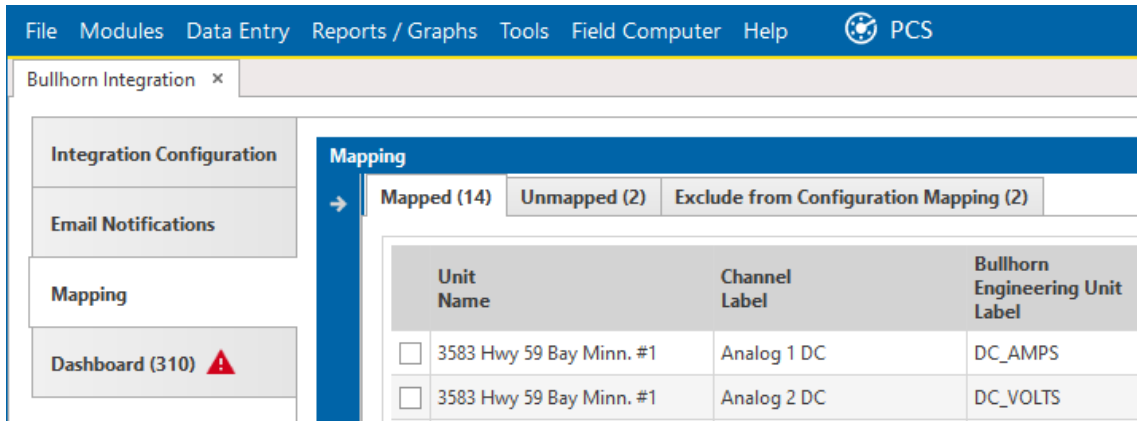 File Modules Data Entry Reports / Graphs Tools Field Computer Help PCS
Bullhorn Integration ×
Integration Configuration
Email Notifications
Mapping
Dashboard (310)
Mapping
Mapped (14) Unmapped (2) Exclude from Configuration Mapping (2)
Unit
Name
Channel
Label
Bullhorn
Engineering Unit
Label
3583 Hwy 59 Bay Minn. #1 Analog 1 DC DC_AMPS
3583 Hwy 59 Bay Minn. #1 Analog 2 DC DC_VOLTS